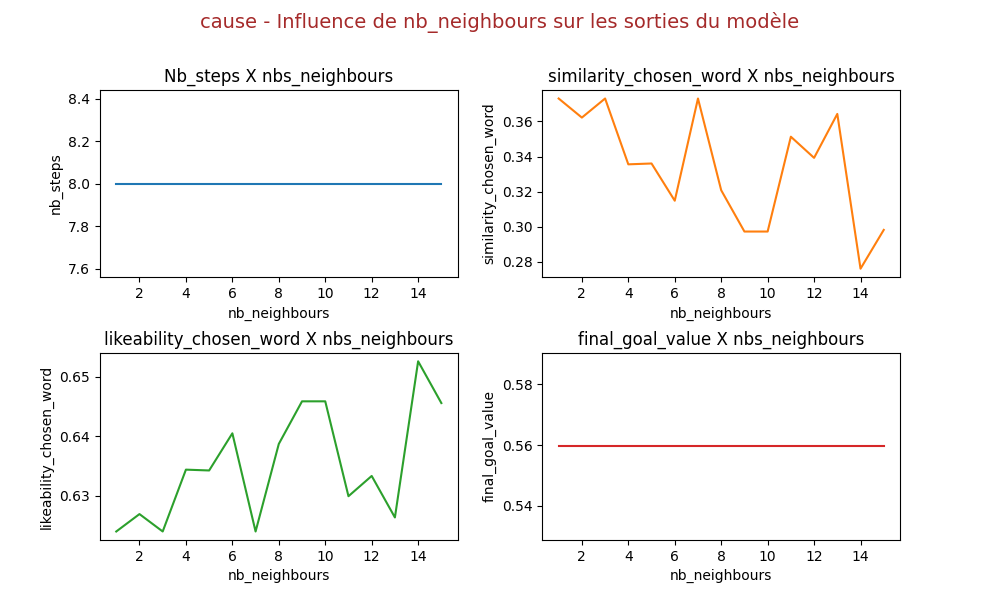 cause - Influence de nb_neighbours sur les sorties du modèle
Nb_steps X nbs_neighbours
8.4
8.2
8.0
7.8
7.6
nb_steps
2 4 6 8 10 12 14
nb_neighbours
similarity_chosen_word X nbs_neighbours
0.36
0.34
0.32
0.30
0.28
similarity_chosen_word
2 4 6 8 10 12 14
nb_neighbours
likeability_chosen_word X nbs_neighbours
0.65
0.64
0.63
likeability_chosen_word
2 4 6 8 10 12 14
nb_neighbours
final_goal_value X nbs_neighbours
0.58
0.56
0.54
final_goal_value
2 4 6 8 10 12 14
nb_neighbours